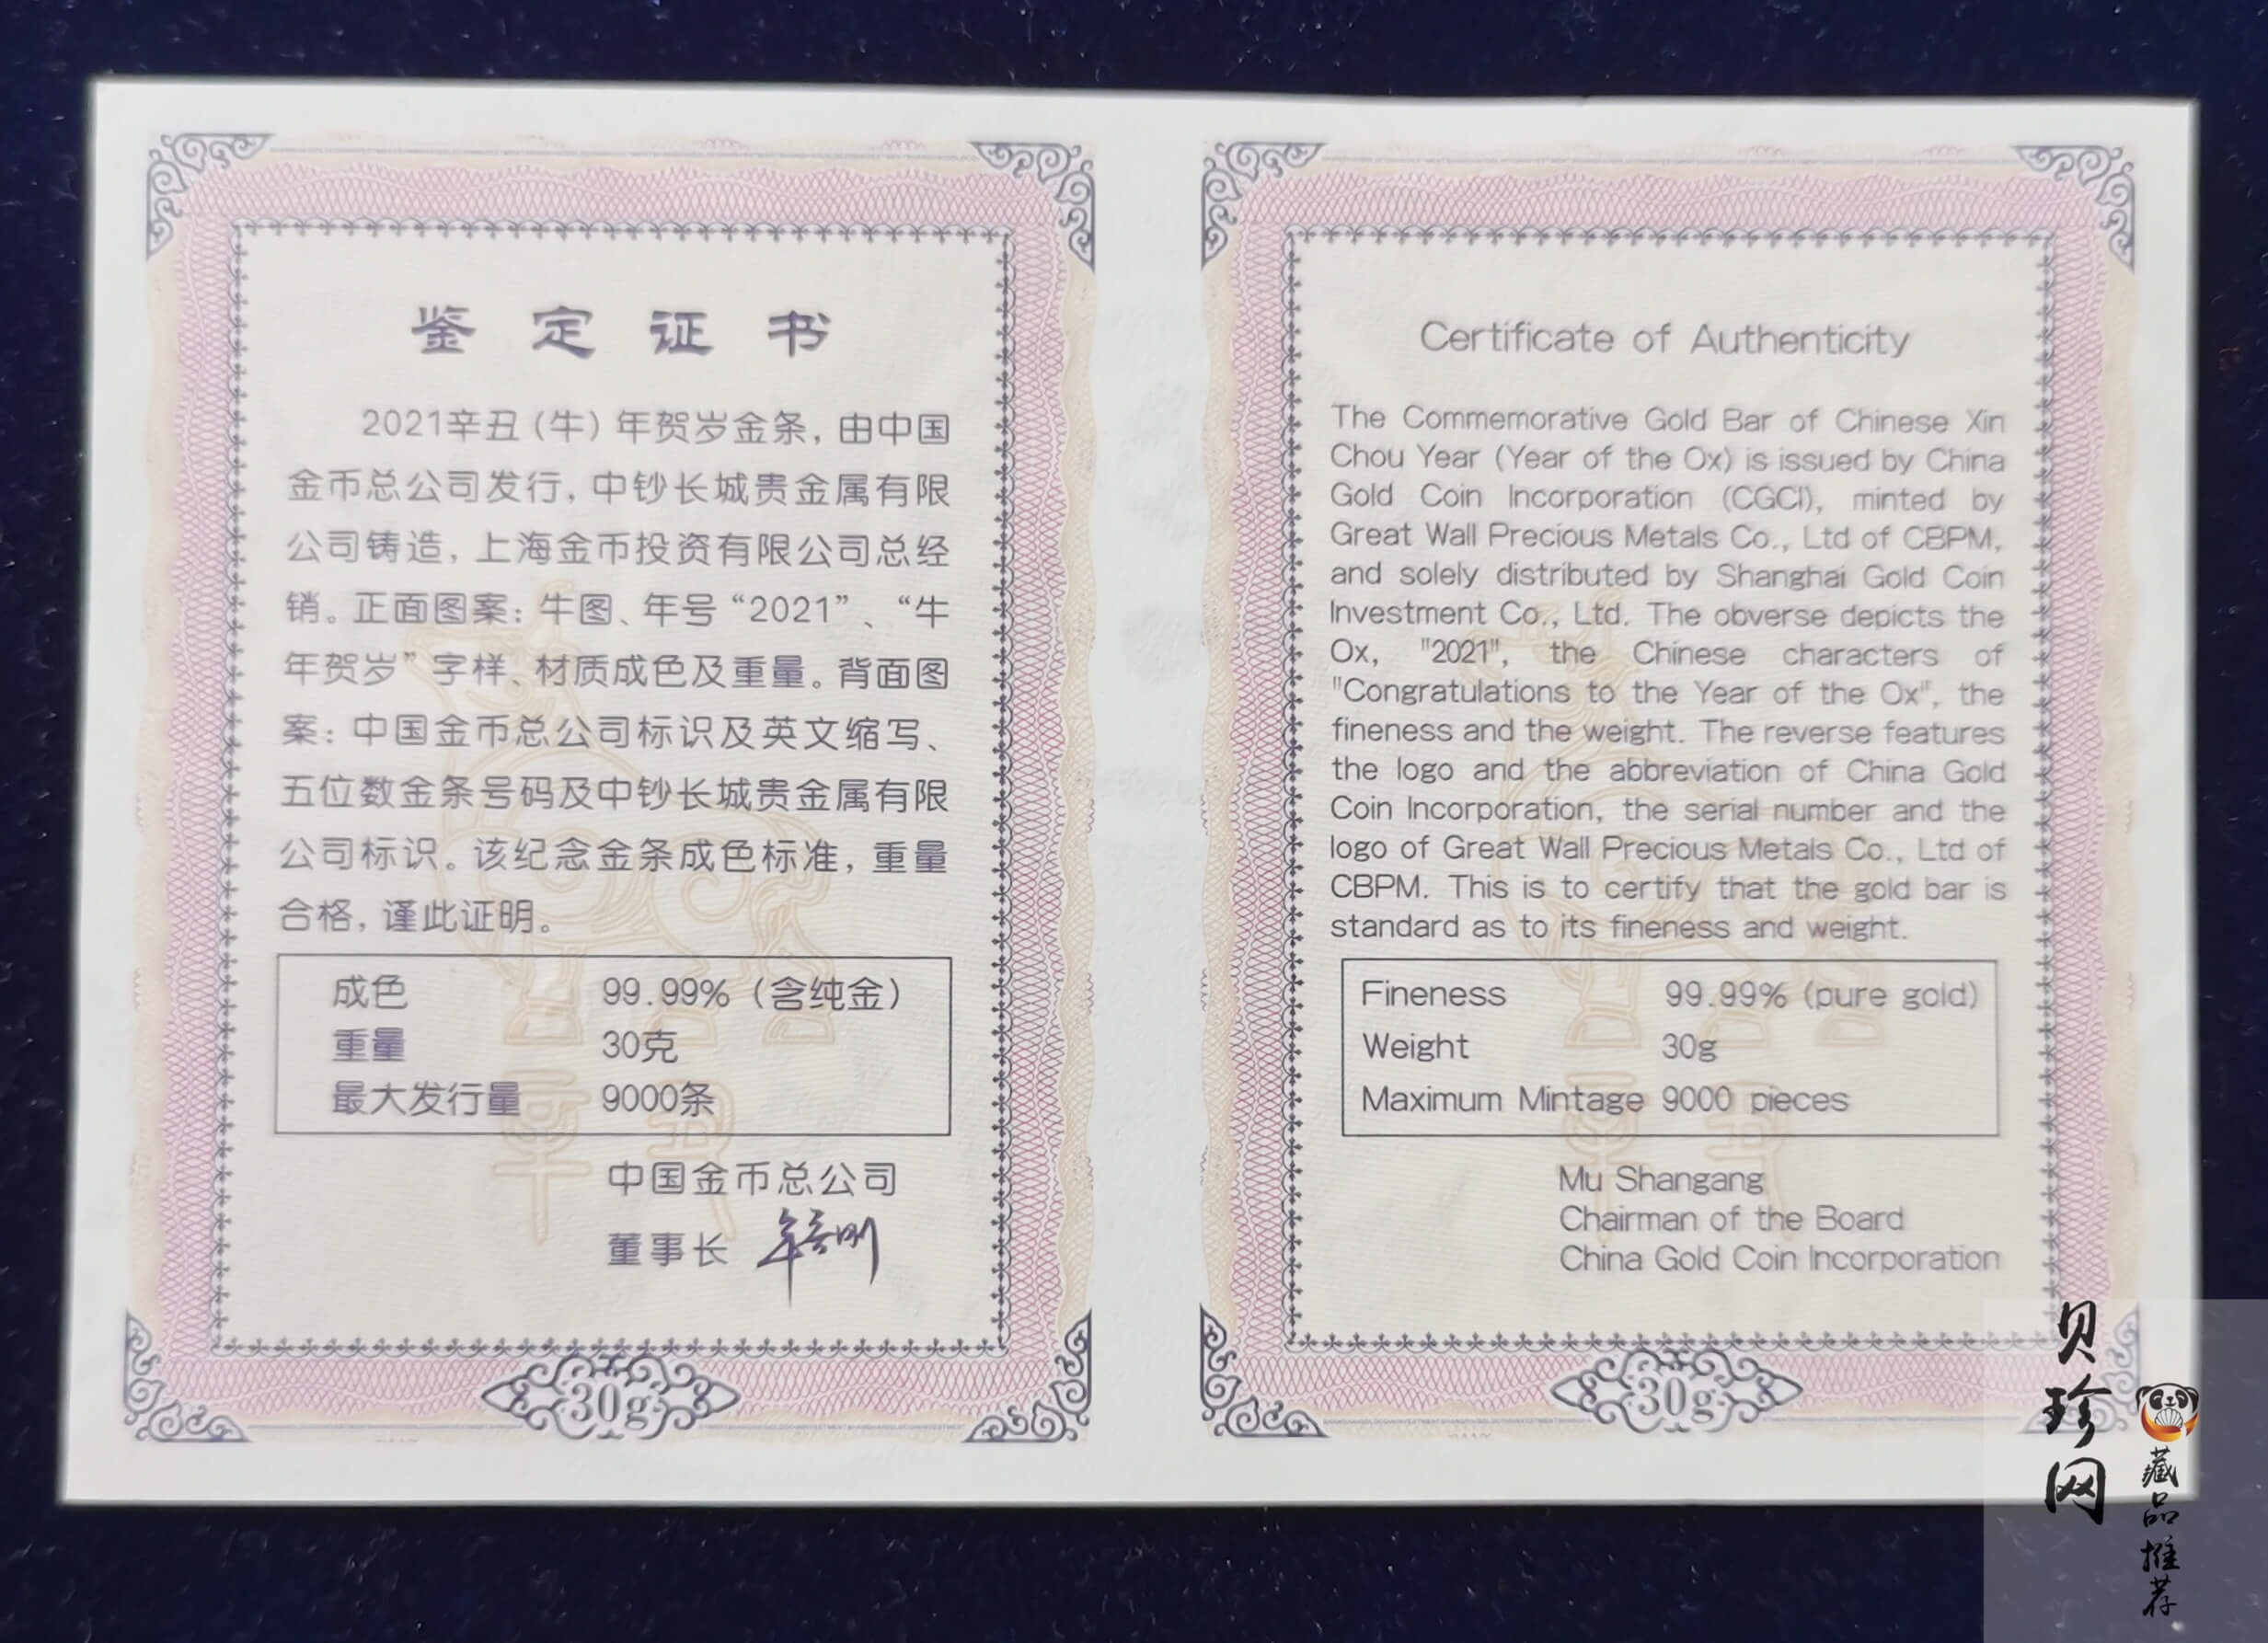 鉴定证书
2021辛丑(牛)年贺岁金条,由中国
金币总公司发行,中钞长城贵金属有限
公司铸造,上海金币投资有限公司总经
销。正面图案:牛图、年号“2021”、“牛
年贺岁”字样、材质成色及重量。背面图
案:中国金币总公司标识及英文缩写、
五位数金条号码及中钞长城贵金属有限
公司标识。该纪念金条成色标准,重量
合格,谨此证明。
成色 99.99%(含纯金)
重量 30克
最大发行量 9000条
中国金币总公司
董事长 牟善刚
30g
Certificate of Authenticity
The Commemorative Gold Bar of Chinese Xin
Chou Year (Year of the Ox) is issued by China
Gold Coin Incorporation (CGCI), minted by
Great Wall Precious Metals Co., Ltd of CBPM,
and solely distributed by Shanghai Gold Coin
Investment Co., Ltd. The obverse depicts the
Ox, "2021", the Chinese characters of
"Congratulations to the Year of the Ox", the
fineness and the weight. The reverse features
the logo and the abbreviation of China Gold
Coin Incorporation, the serial number and the
logo of Great Wall Precious Metals Co., Ltd of
CBPM. This is to certify that the gold bar is
standard as to its fineness and weight.
Fineness 99.99% (pure gold)
Weight 30g
Maximum Mintage 9000 pieces
Mu Shangang
Chairman of the Board
China Gold Coin Incorporation
30g
辛丑
辛丑
贝珍网
藏品推荐